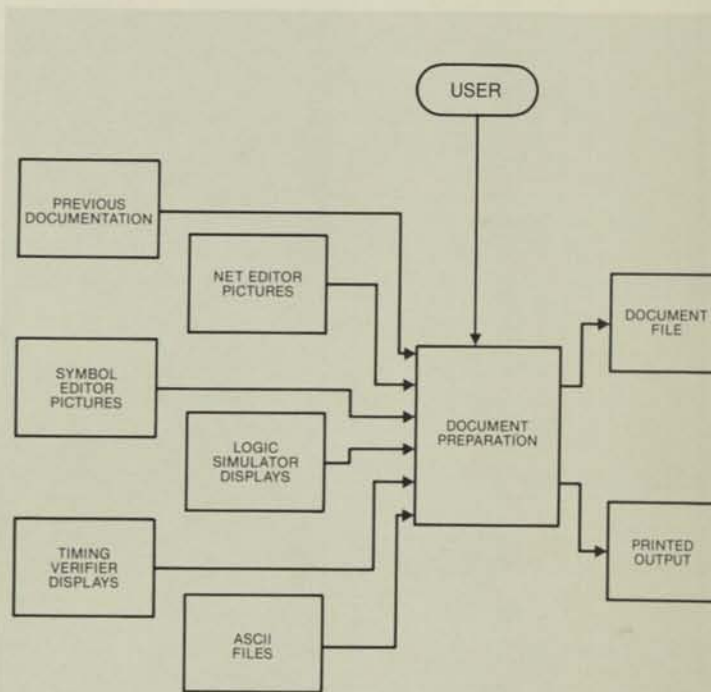 USER
PREVIOUS
DOCUMENTATION
NET EDITOR
PICTURES
SYMBOL
EDITOR
PICTURES
LOGIC
SIMULATOR
DISPLAYS
TIMING
VERIFIER
DISPLAYS
ASCII
FILES
DOCUMENT
PREPARATION
DOCUMENT
FILE
PRINTED
OUTPUT